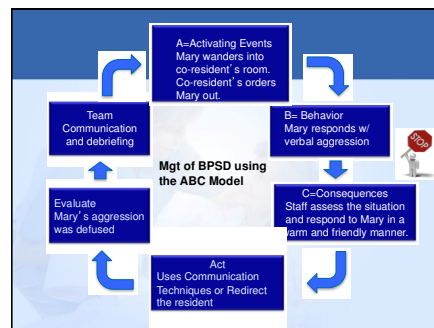 A=Activating Events
Mary wanders into
co-resident's room.
Co-resident's orders
Mary out.
B= Behavior
Mary responds w/
verbal aggression
STOP
C=Consequences
Staff assess the situation
and respond to Mary in a
warm and friendly manner.
Act
Uses Communication
Techniques or Redirect
the resident
Evaluate
Mary's aggression
was defused
Team
Communication
and debriefing
Mgt of BPSD using
the ABC Model